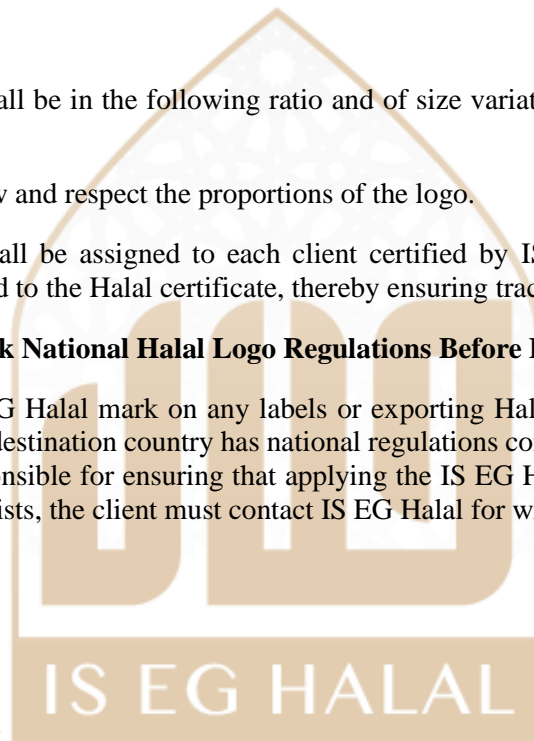 all be in the following ratio and of size variat
and respect the proportions of the logo.
all be assigned to each client certified by IS
to the Halal certificate, thereby ensuring trac
National Halal Logo Regulations Before
G Halal mark on any labels or exporting Hal
destination country has national regulations co
onsible for ensuring that applying the IS EG H
ists, the client must contact IS EG Halal for w
IS EG HALAL